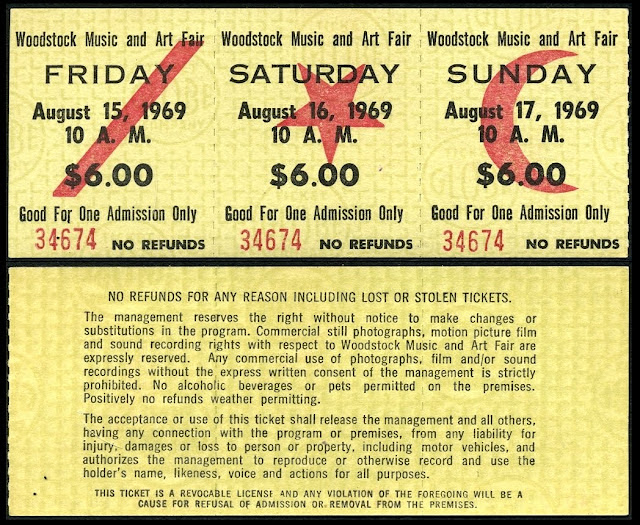 Woodstock Music and Art Fair
FRIDAY
August 15, 1969
10 A. M.
$6.00
Good For One Admission Only
34674 NO REFUNDS
Woodstock Music and Art Fair
SATURDAY
August 16, 1969
10 A. M.
$6.00
Good For One Admission Only
34674 NO REFUNDS
Woodstock Music and Art Fair
SUNDAY
August 17, 1969
10 A. M.
$6.00
Good For One Admission Only
34674 NO REFUNDS
NO REFUNDS FOR ANY REASON INCLUDING LOST OR STOLEN TICKETS.
The management reserves the right without notice to make changes or
substitutions in the program. Commercial still photographs, motion picture film
and sound recording rights with respect to Woodstock Music and Art Fair are
expressly reserved. Any commercial use of photographs, film and/or sound
recordings without the express written consent of the management is strictly
prohibited. No alcoholic beverages or pets permitted on the premises.
Positively no refunds weather permitting.
The acceptance or use of this ticket shall release the management and all others,
having any connection with the program or premises, from any liability for
injury, damages or loss to person or property, including motor vehicles, and
authorizes the management to reproduce or otherwise record and use the
holder's name, likeness, voice and actions for all purposes.
THIS TICKET IS A REVOCABLE LICENSE AND ANY VIOLATION OF THE FOREGOING WILL BE A
CAUSE FOR REFUSAL OF ADMISSION OR REMOVAL FROM THE PREMISES.